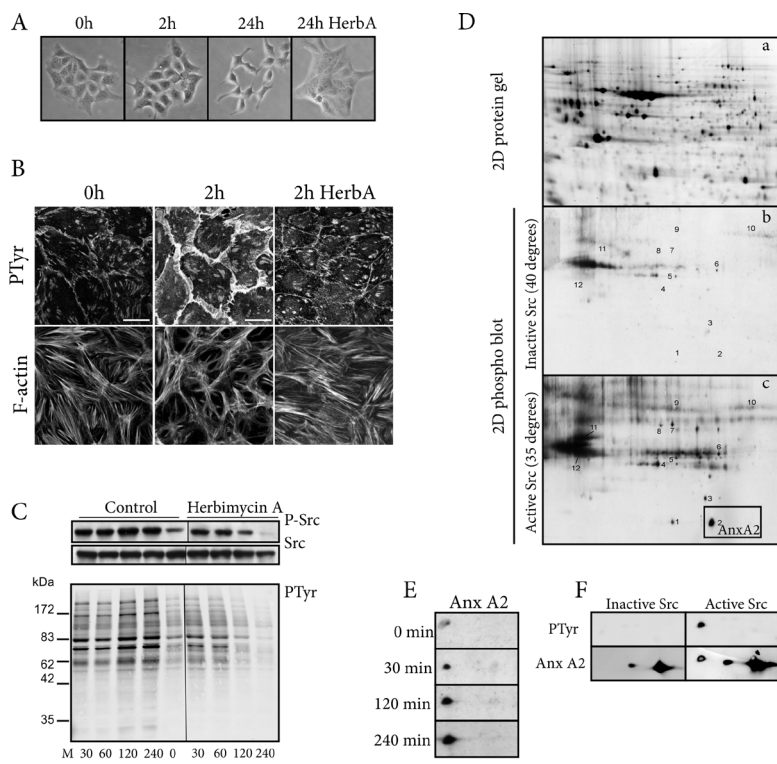 A
0h 2h 24h 24h HerbA
B
0h 2h 2h HerbA
PTyr
F-actin
C
Control Herbimycin A
P-Src
Src
kDa
PTyr
172
83
62
42
35
M 30 60 120 240 0 30 60 120 240
D
2D protein gel
a
2D phospho blot
Inactive Src (40 degrees)
b
9 10
11 8 7
6
5
12 4
3
1 2
Active Src (35 degrees)
c
9 10
11 8 7
6
5
12 4
3
1 2
AnxA2
E
Anx A2
0 min
30 min
120 min
240 min
F
Inactive Src Active Src
PTyr
Anx A2